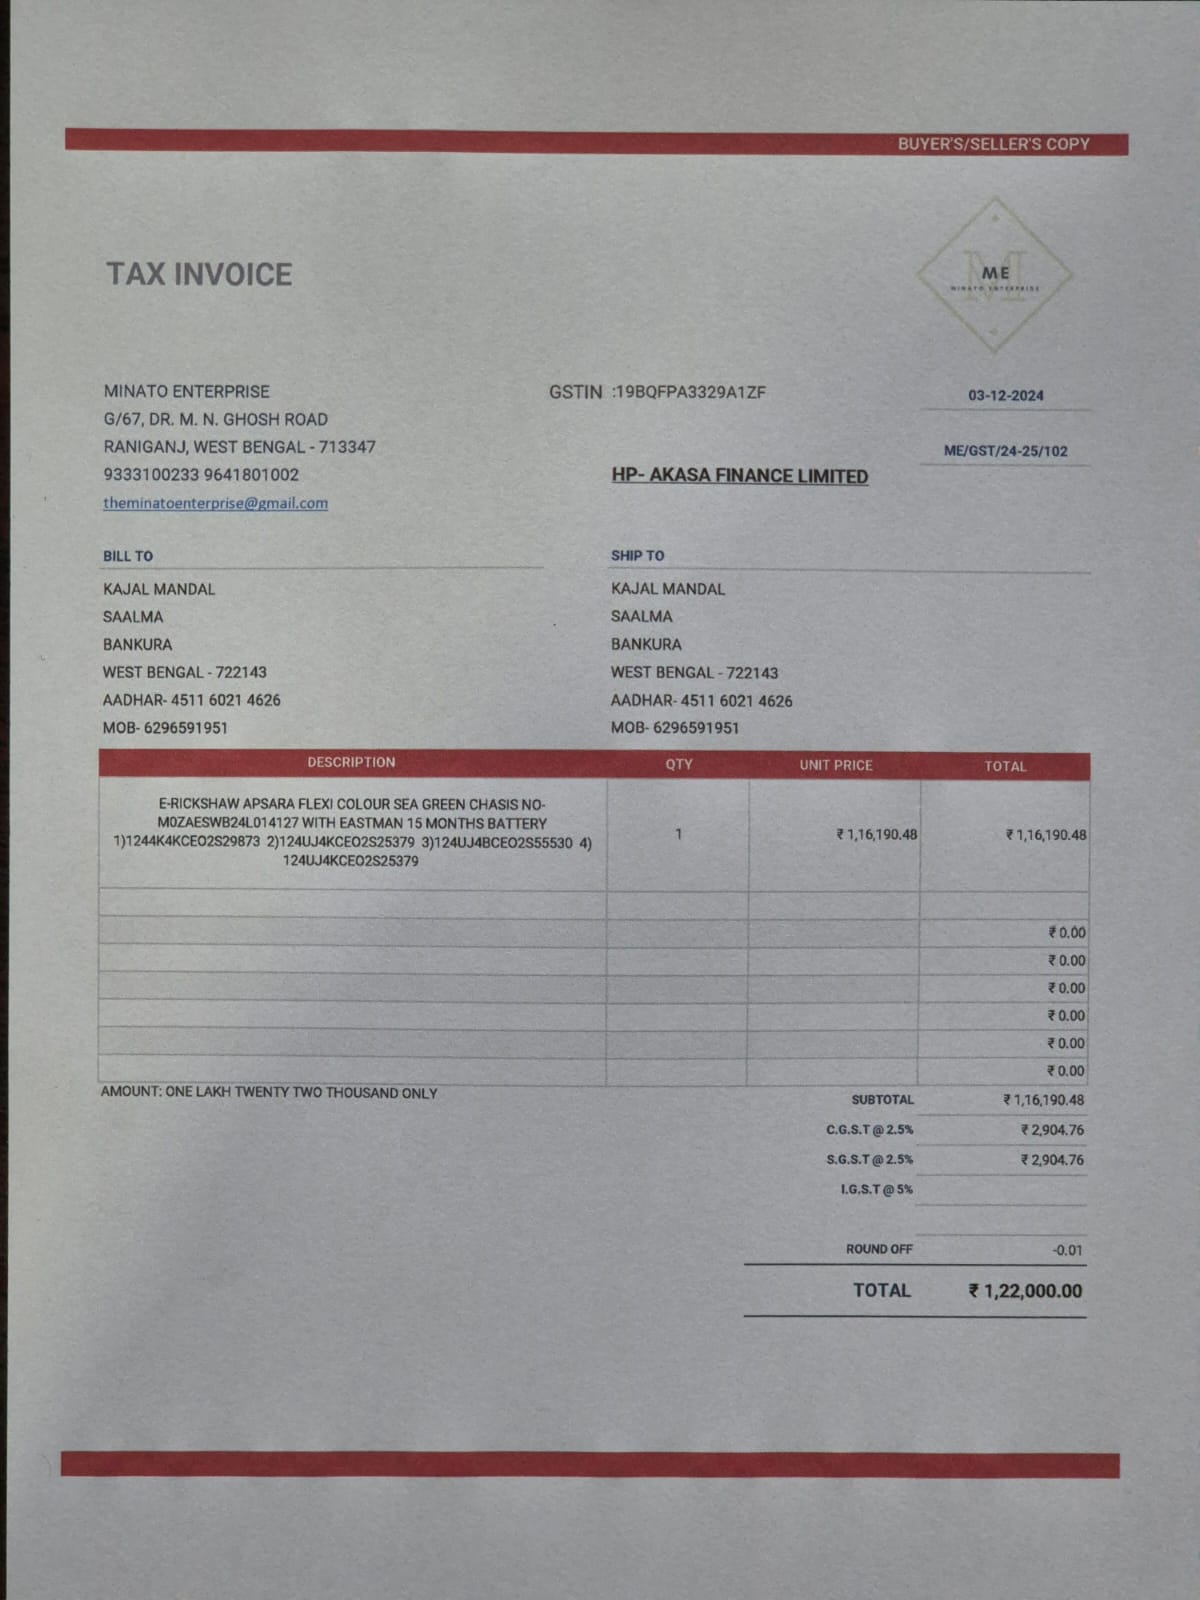 BUYER'S/SELLER'S COPY
TAX INVOICE
ME
MINATO ENTERPRISE
MINATO ENTERPRISE
G/67, DR. M. N. GHOSH ROAD
RANIGANJ, WEST BENGAL - 713347
9333100233 9641801002
theminatoenterprise@gmail.com
GSTIN :19BQFPA3329A1ZF
HP- AKASA FINANCE LIMITED
03-12-2024
ME/GST/24-25/102
BILL TO
KAJAL MANDAL
SAALMA
BANKURA
WEST BENGAL - 722143
AADHAR- 4511 6021 4626
MOB- 6296591951
SHIP TO
KAJAL MANDAL
SAALMA
BANKURA
WEST BENGAL - 722143
AADHAR- 4511 6021 4626
MOB- 6296591951
DESCRIPTION QTY UNIT PRICE TOTAL
E-RICKSHAW APSARA FLEXI COLOUR SEA GREEN CHASIS NO-
M0ZAESWB24L014127 WITH EASTMAN 15 MONTHS BATTERY
1)1244K4KCEO2S29873 2)124UJ4KCEO2S25379 3)124UJ4BCEO2S55530 4)
124UJ4KCEO2S25379
1 ₹ 1,16,190.48 ₹ 1,16,190.48
₹ 0.00
₹ 0.00
₹ 0.00
₹ 0.00
₹ 0.00
₹ 0.00
AMOUNT: ONE LAKH TWENTY TWO THOUSAND ONLY
SUBTOTAL ₹ 1,16,190.48
C.G.S.T @ 2.5% ₹ 2,904.76
S.G.S.T @ 2.5% ₹ 2,904.76
I.G.S.T @ 5%
ROUND OFF -0.01
TOTAL ₹ 1,22,000.00